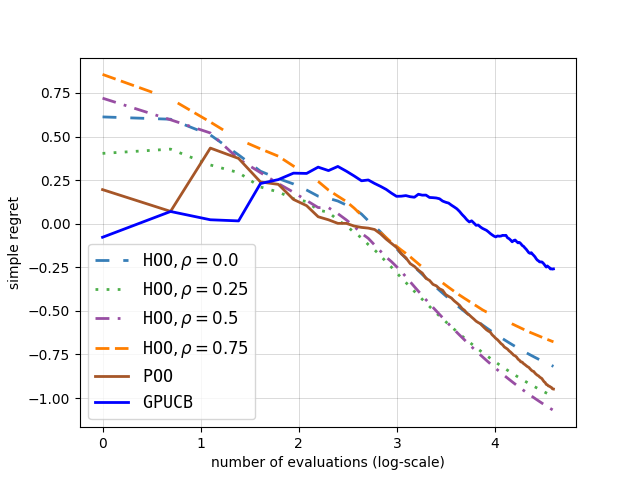 0.75
0.50
0.25
0.00
−0.25
−0.50
−0.75
−1.00
simple regret
HOO, ρ = 0.0
HOO, ρ = 0.25
HOO, ρ = 0.5
HOO, ρ = 0.75
POO
GPUCB
0 1 2 3 4
number of evaluations (log-scale)